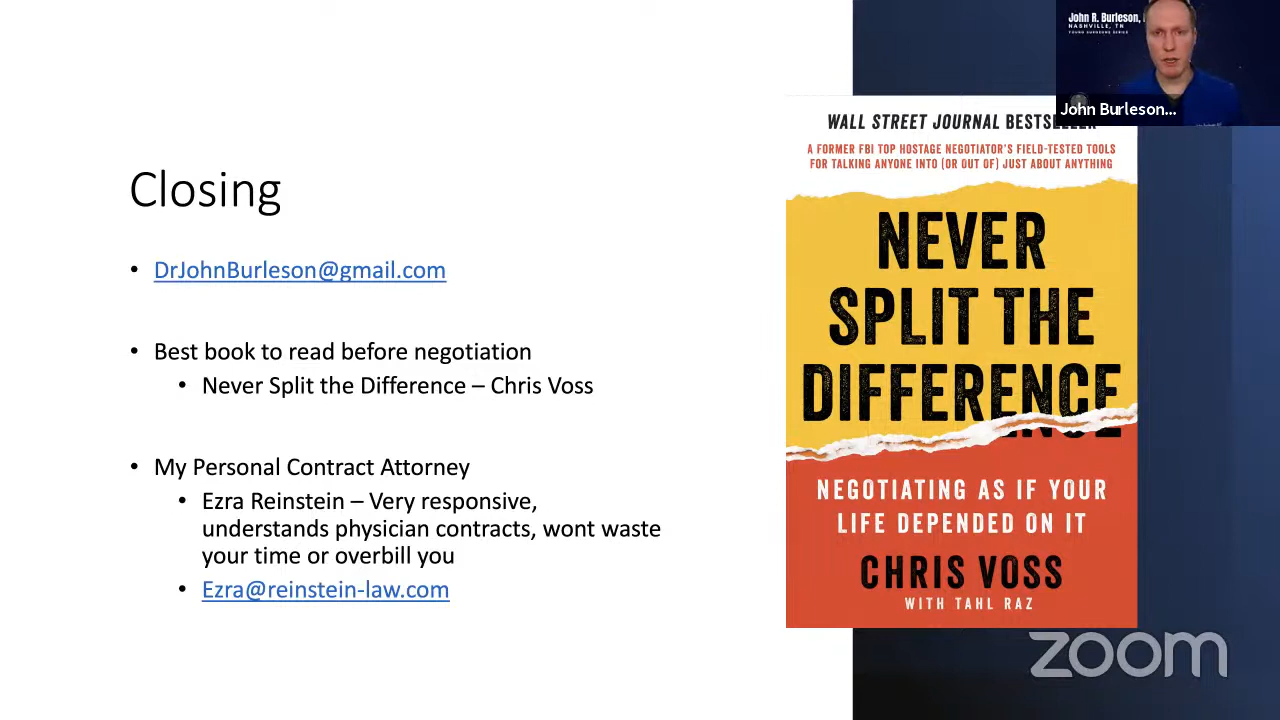 Closing
• DrJohnBurleson@gmail.com
• Best book to read before negotiation
• Never Split the Difference – Chris Voss
• My Personal Contract Attorney
• Ezra Reinstein – Very responsive,
understands physician contracts, wont waste
your time or overbill you
• Ezra@reinstein-law.com
WALL STREET JOURNAL BESTSELLER
A FORMER FBI TOP HOSTAGE NEGOTIATOR'S FIELD-TESTED TOOLS
FOR TALKING ANYONE INTO (OR OUT OF) JUST ABOUT ANYTHING
NEVER
SPLIT THE
DIFFERENCE
NEGOTIATING AS IF YOUR
LIFE DEPENDED ON IT
CHRIS VOSS
WITH TAHL RAZ
John R. Burleson,
NASHVILLE, TN
YOUNG SURGEONS SERIES
John Burleson...
zoom